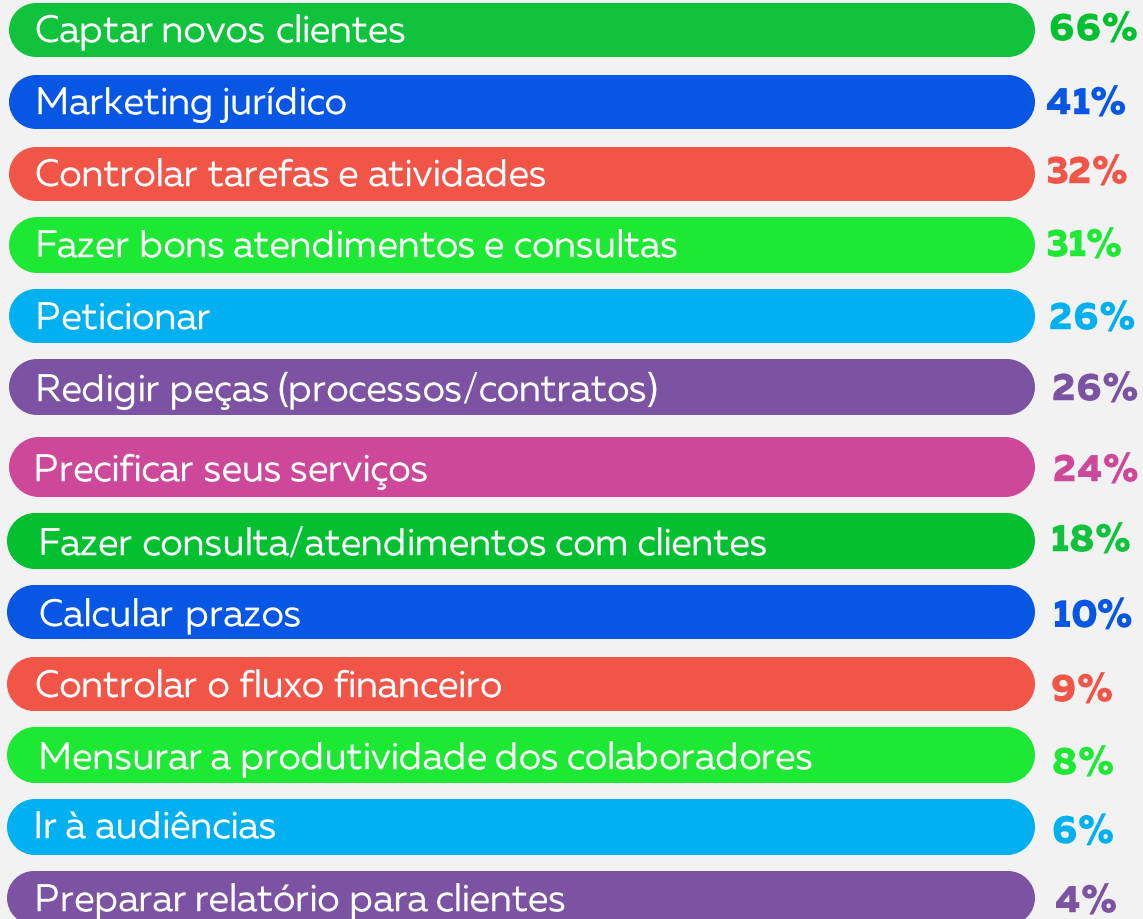 Captar novos clientes 66%
Marketing jurídico 41%
Controlar tarefas e atividades 32%
Fazer bons atendimentos e consultas 31%
Peticionar 26%
Redigir peças (processos/contratos) 26%
Precificar seus serviços 24%
Fazer consulta/atendimentos com clientes 18%
Calcular prazos 10%
Controlar o fluxo financeiro 9%
Mensurar a produtividade dos colaboradores 8%
Ir à audiências 6%
Preparar relatório para clientes 4%